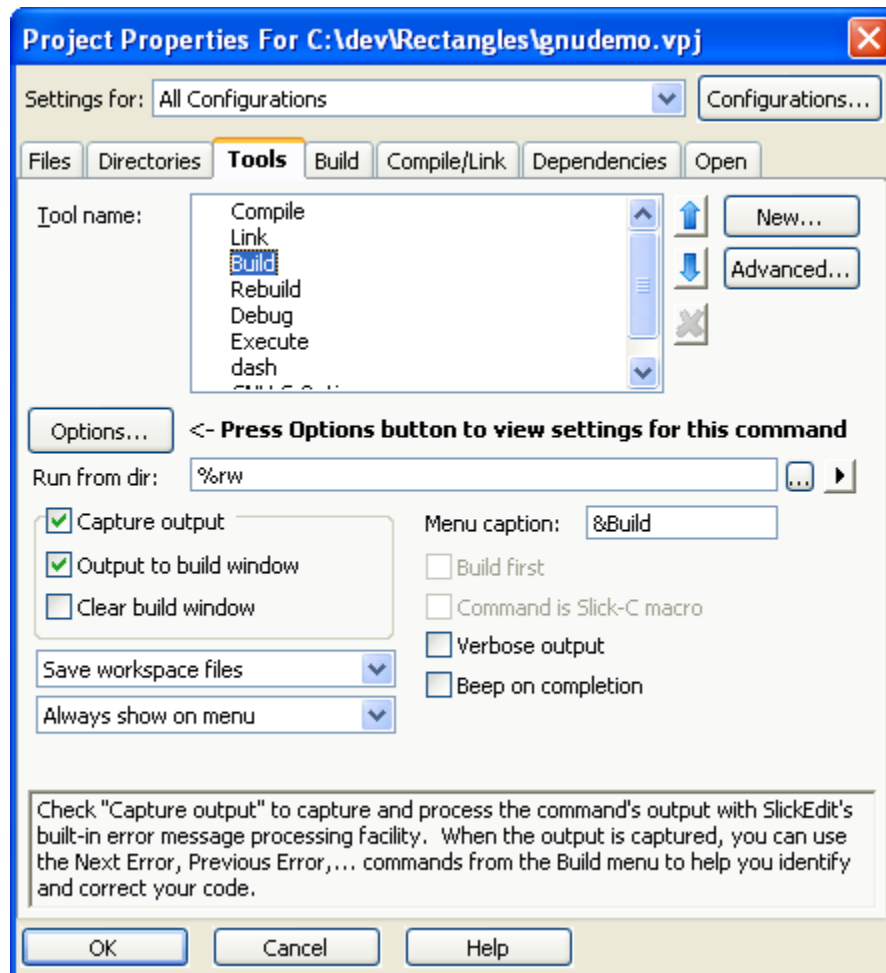 Project Properties For C:\dev\Rectangles\gnudemo.vpj
Settings for: All Configurations Configurations...
Files Directories Tools Build Compile/Link Dependencies Open
Tool name:
Compile
Link
Build
Rebuild
Debug
Execute
dash
New...
Advanced...
Options... <- Press Options button to view settings for this command
Run from dir: %rw ...
Capture output
Output to build window
Clear build window
Save workspace files
Always show on menu
Menu caption: &Build
Build first
Command is Slick-C macro
Verbose output
Beep on completion
Check "Capture output" to capture and process the command's output with SlickEdit's
built-in error message processing facility.  When the output is captured, you can use
the Next Error, Previous Error,... commands from the Build menu to help you identify
and correct your code.
OK Cancel Help